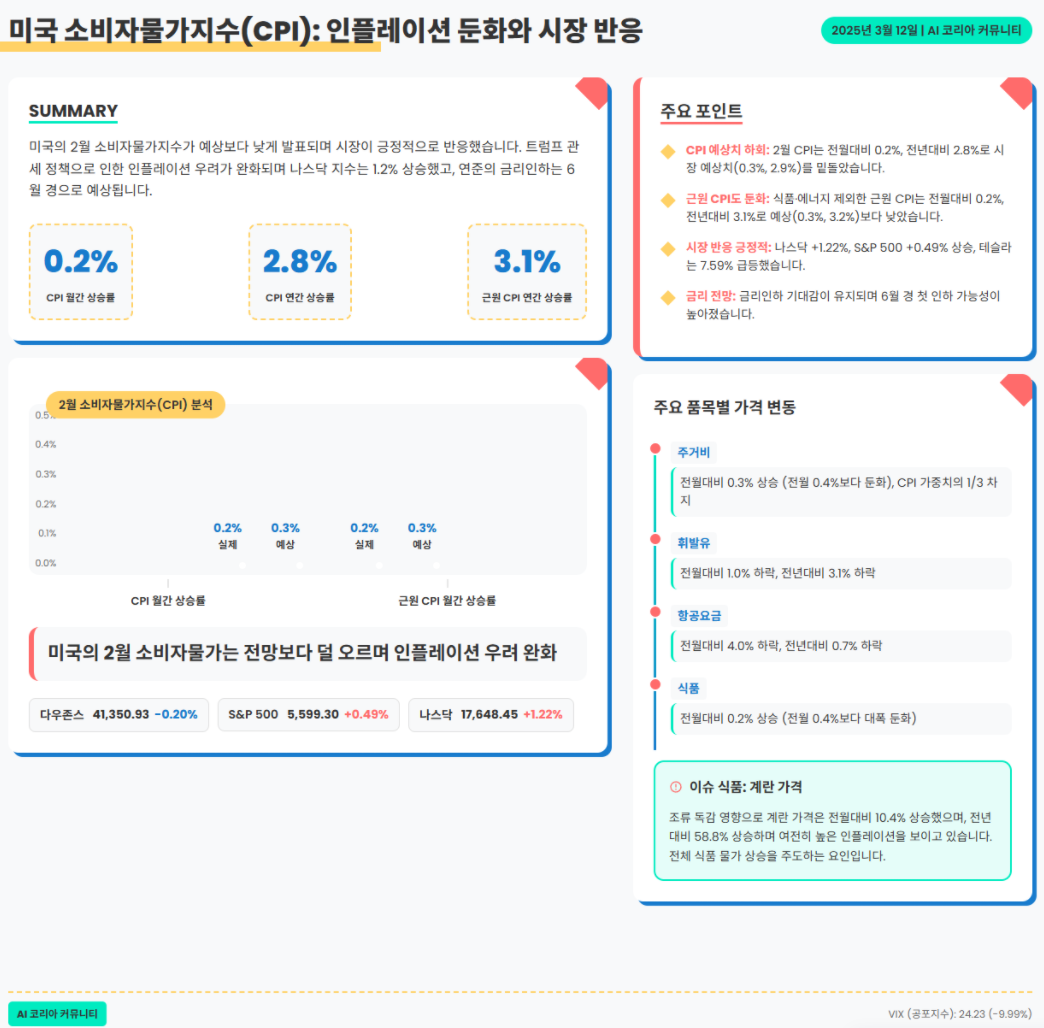 미국 소비자물가지수(CPI): 인플레이션 둔화와 시장 반응
2025년 3월 12일 | AI 코리아 커뮤니티
SUMMARY
미국의 2월 소비자물가지수가 예상보다 낮게 발표되며 시장이 긍정적으로 반응했습니다. 트럼프 관
세 정책으로 인한 인플레이션 우려가 완화되며 나스닥 지수는 1.2% 상승했고, 연준의 금리인하는 6
월 경으로 예상됩니다.
0.2%
CPI 월간 상승률
2.8%
CPI 연간 상승률
3.1%
근원 CPI 연간 상승률
2월 소비자물가지수(CPI) 분석
0.5%
0.4%
0.3%
0.2%
0.1%
0.0%
0.2%
실제
0.3%
예상
0.2%
실제
0.3%
예상
CPI 월간 상승률
근원 CPI 월간 상승률
미국의 2월 소비자물가는 전망보다 덜 오르며 인플레이션 우려 완화
다우존스 41,350.93 −0.20%
S&P 500 5,599.30 +0.49%
나스닥 17,648.45 +1.22%
주요 포인트
CPI 예상치 하회: 2월 CPI는 전월대비 0.2%, 전년대비 2.8%로 시
장 예상치(0.3%, 2.9%)를 밑돌았습니다.
근원 CPI도 둔화: 식품·에너지 제외한 근원 CPI는 전월대비 0.2%,
전년대비 3.1%로 예상(0.3%, 3.2%)보다 낮았습니다.
시장 반응 긍정적: 나스닥 +1.22%, S&P 500 +0.49% 상승, 테슬라
는 7.59% 급등했습니다.
금리 전망: 금리인하 기대감이 유지되며 6월 경 첫 인하 가능성이
높아졌습니다.
주요 품목별 가격 변동
주거비
전월대비 0.3% 상승 (전월 0.4%보다 둔화), CPI 가중치의 1/3 차
지
휘발유
전월대비 1.0% 하락, 전년대비 3.1% 하락
항공요금
전월대비 4.0% 하락, 전년대비 0.7% 하락
식품
전월대비 0.2% 상승 (전월 0.4%보다 대폭 둔화)
이슈 식품: 계란 가격
조류 독감 영향으로 계란 가격은 전월대비 10.4% 상승했으며, 전년
대비 58.8% 상승하며 여전히 높은 인플레이션을 보이고 있습니다.
전체 식품 물가 상승을 주도하는 요인입니다.
AI 코리아 커뮤니티
VIX (공포지수): 24.23 (−9.99%)